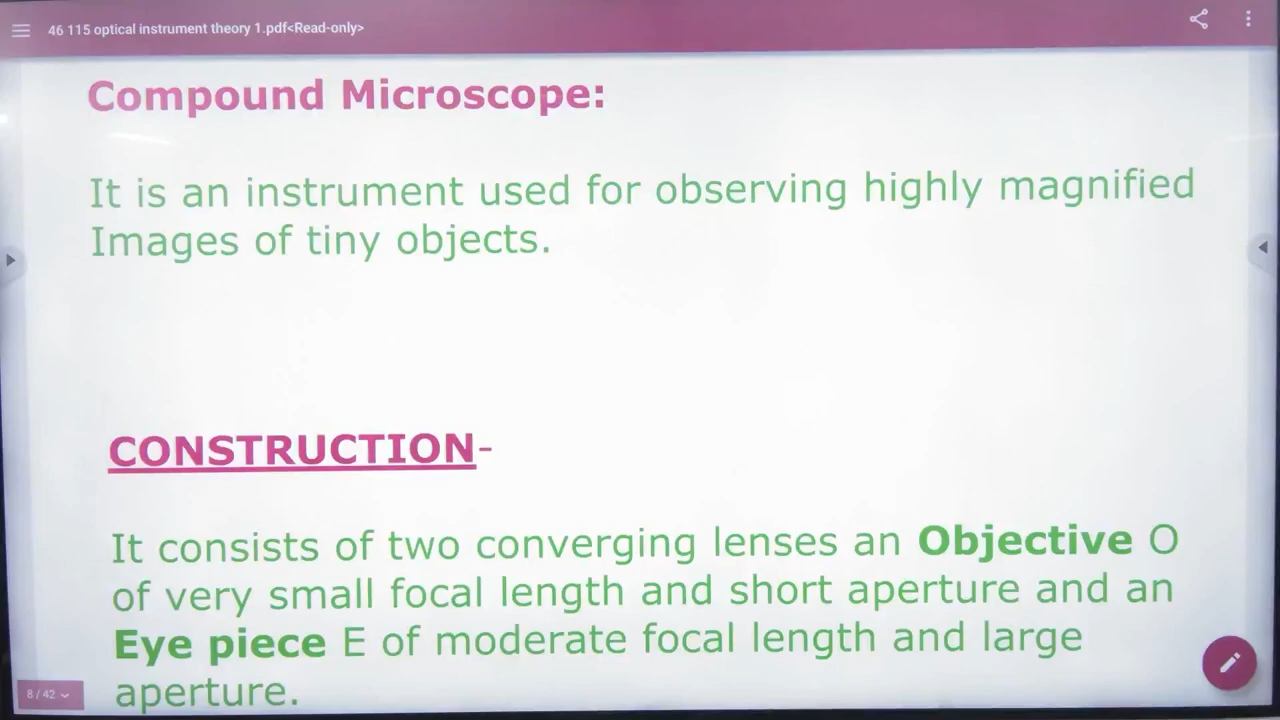 46 115 optical instrument theory 1.pdf<Read-only>
Compound Microscope:
It is an instrument used for observing highly magnified
Images of tiny objects.
CONSTRUCTION-
It consists of two converging lenses an Objective O
of very small focal length and short aperture and an
Eye piece E of moderate focal length and large
aperture.
8 / 42